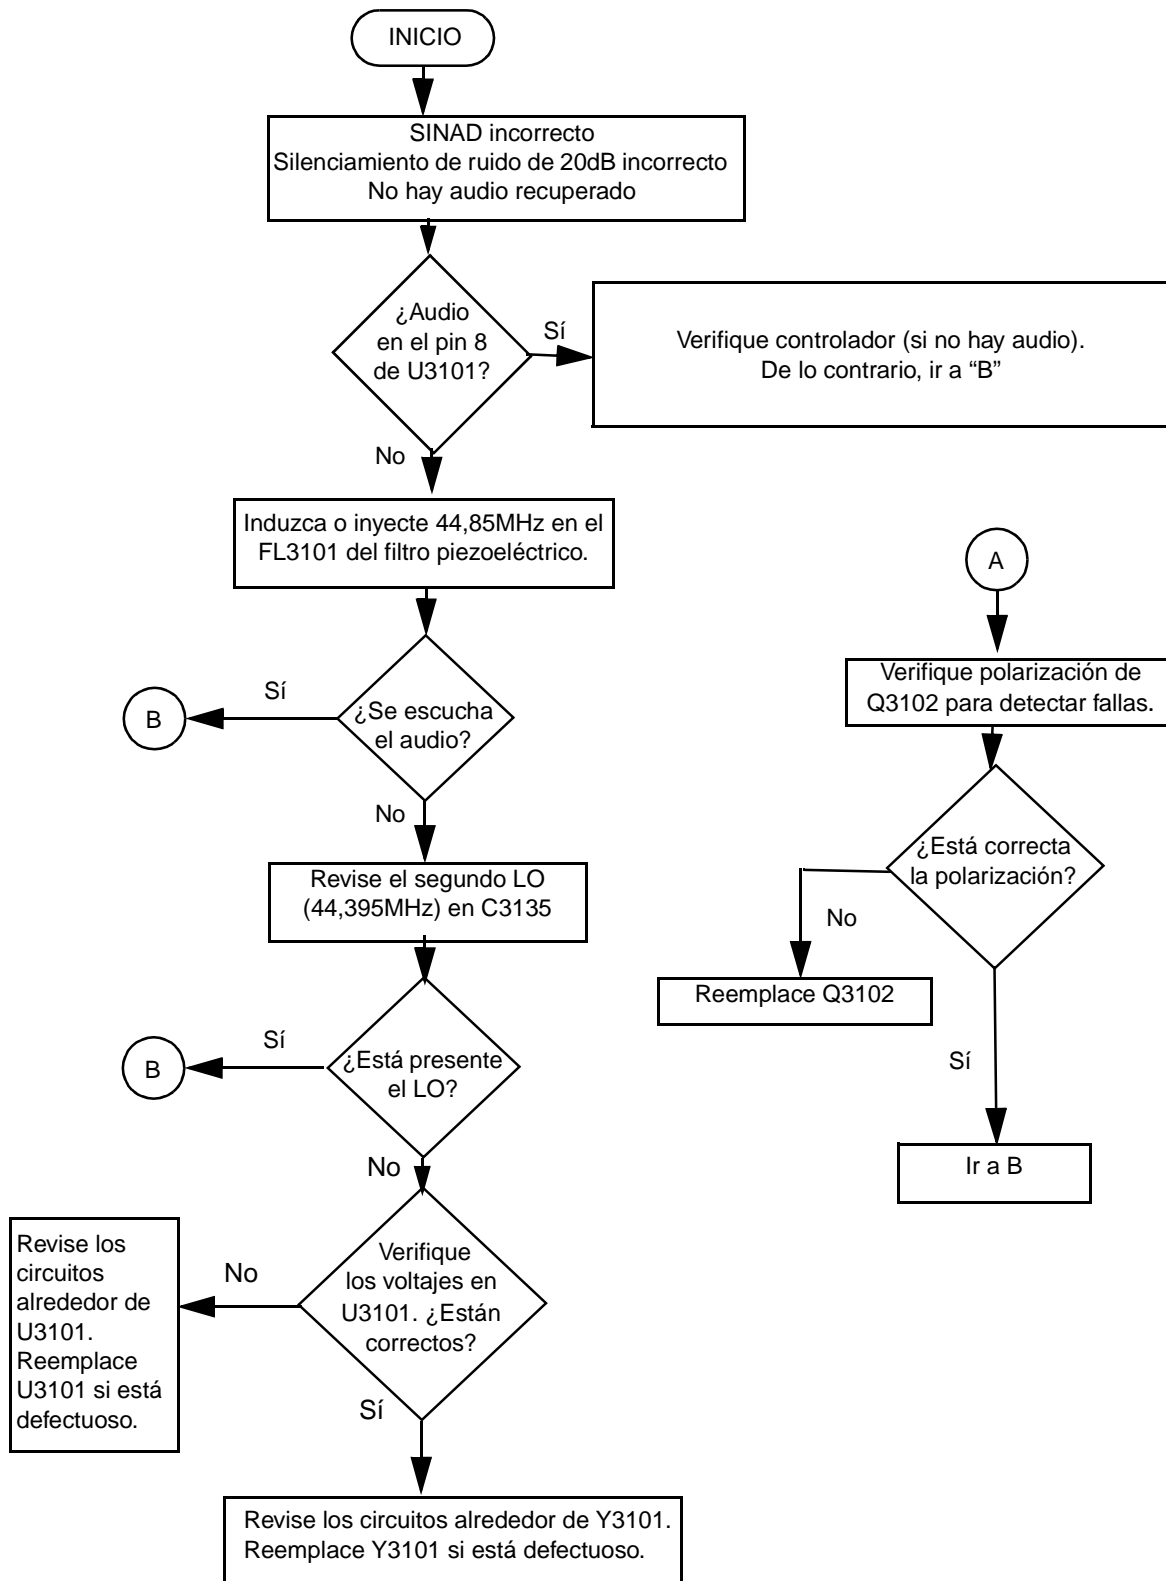 INICIO
SINAD incorrecto
Silenciamiento de ruido de 20dB incorrecto
No hay audio recuperado
¿Audio
en el pin 8
de U3101?
Sí
Verifique controlador (si no hay audio).
De lo contrario, ir a “B”
No
Induzca o inyecte 44,85MHz en el
FL3101 del filtro piezoeléctrico.
¿Se escucha
el audio?
Sí
B
No
Revise el segundo LO
(44,395MHz) en C3135
¿Está presente
el LO?
Sí
B
No
Verifique
los voltajes en
U3101. ¿Están
correctos?
No
Revise los
circuitos
alrededor de
U3101.
Reemplace
U3101 si está
defectuoso.
Sí
Revise los circuitos alrededor de Y3101.
Reemplace Y3101 si está defectuoso.
A
Verifique polarización de
Q3102 para detectar fallas.
¿Está correcta
la polarización?
No
Reemplace Q3102
Sí
Ir a B